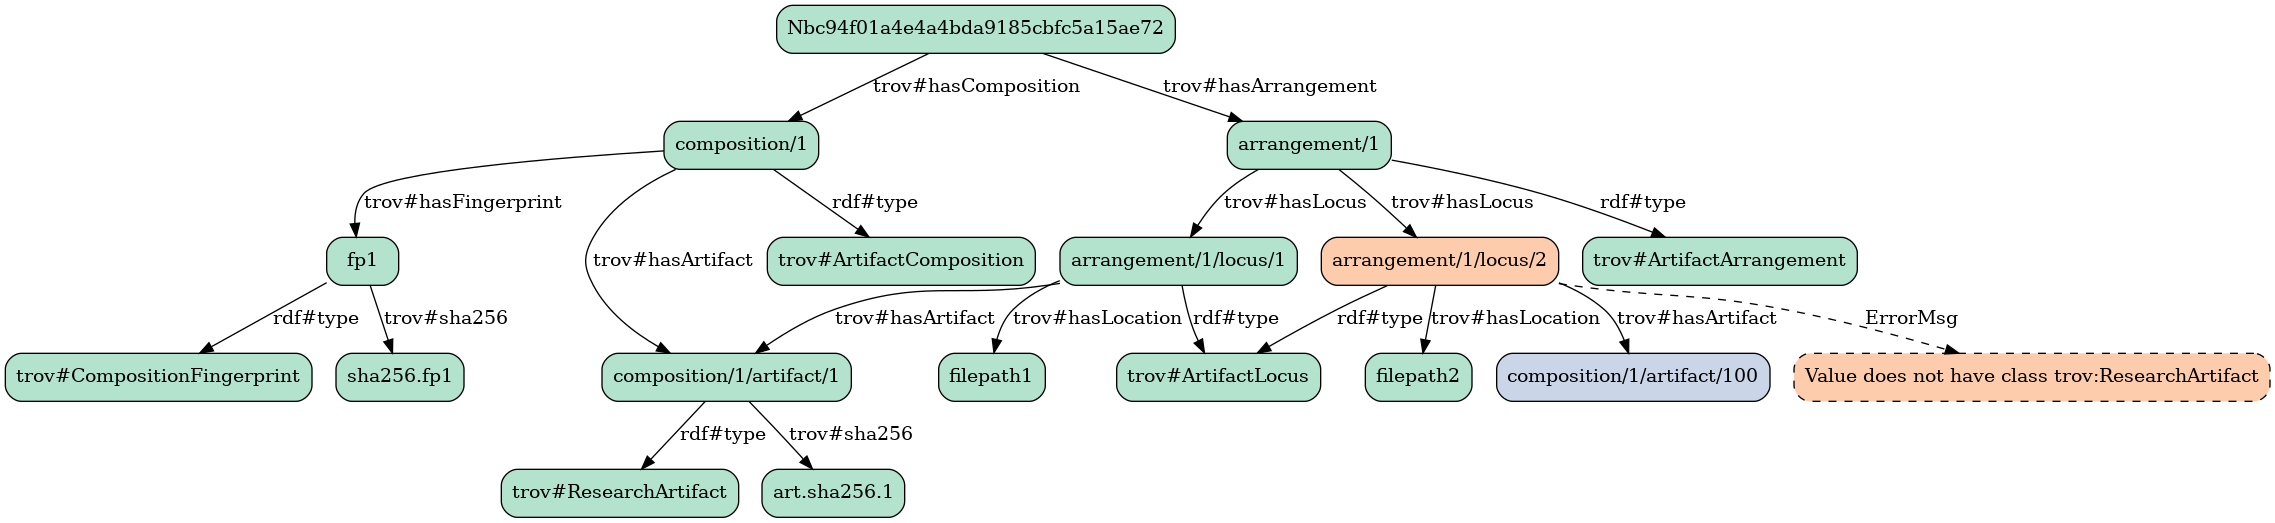 Nbc94f01a4e4a4bda9185cbfc5a15ae72
trov#hasComposition
trov#hasArrangement
composition/1
arrangement/1
trov#hasFingerprint
trov#hasArtifact
rdf#type
trov#hasLocus
trov#hasLocus
rdf#type
fp1
trov#ArtifactComposition
arrangement/1/locus/1
arrangement/1/locus/2
trov#ArtifactArrangement
rdf#type
trov#sha256
trov#hasArtifact
trov#hasLocation
rdf#type
rdf#type
trov#hasLocation
trov#hasArtifact
ErrorMsg
trov#CompositionFingerprint
sha256.fp1
composition/1/artifact/1
filepath1
trov#ArtifactLocus
filepath2
composition/1/artifact/100
Value does not have class trov:ResearchArtifact
rdf#type
trov#sha256
trov#ResearchArtifact
art.sha256.1